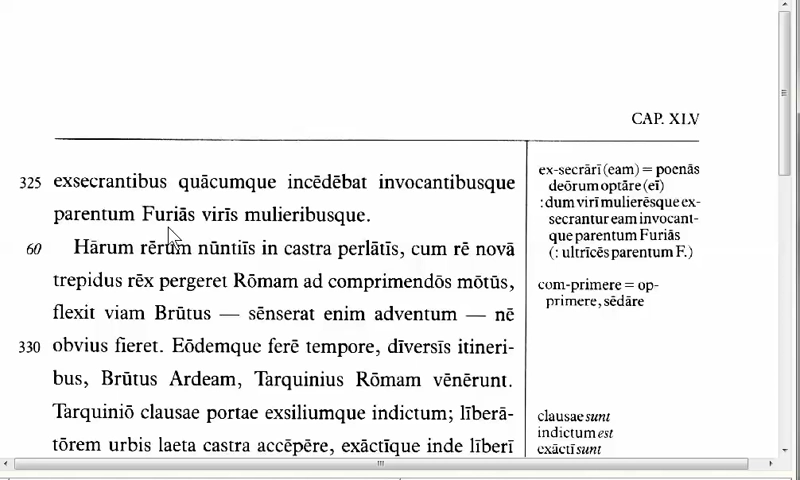 CAP. XLV
325 exsecrantibus quācumque incēdēbat invocantibusque
parentum Furiās virīs mulieribusque.
60 Hārum rērum nūntiīs in castra perlātīs, cum rē novā
trepidus rēx pergeret Rōmam ad comprimendōs mōtūs,
flexit viam Brūtus — sēnserat enim adventum — nē
330 obvius fieret. Eōdemque ferē tempore, dīversīs itineri-
bus, Brūtus Ardeam, Tarquinius Rōmam vēnērunt.
Tarquiniō clausae portae exsiliumque indictum; līberā-
tōrem urbis laeta castra accēpēre, exāctīque inde līberī
ex-secrārī (eam) = poenās
deōrum optāre (eī)
: dum virī mulierēsque ex-
secrantur eam invocant-
que parentum Furiās
(: ultrīcēs parentum F.)
com-primere = op-
primere, sēdāre
clausae sunt
indictum est
exāctī sunt